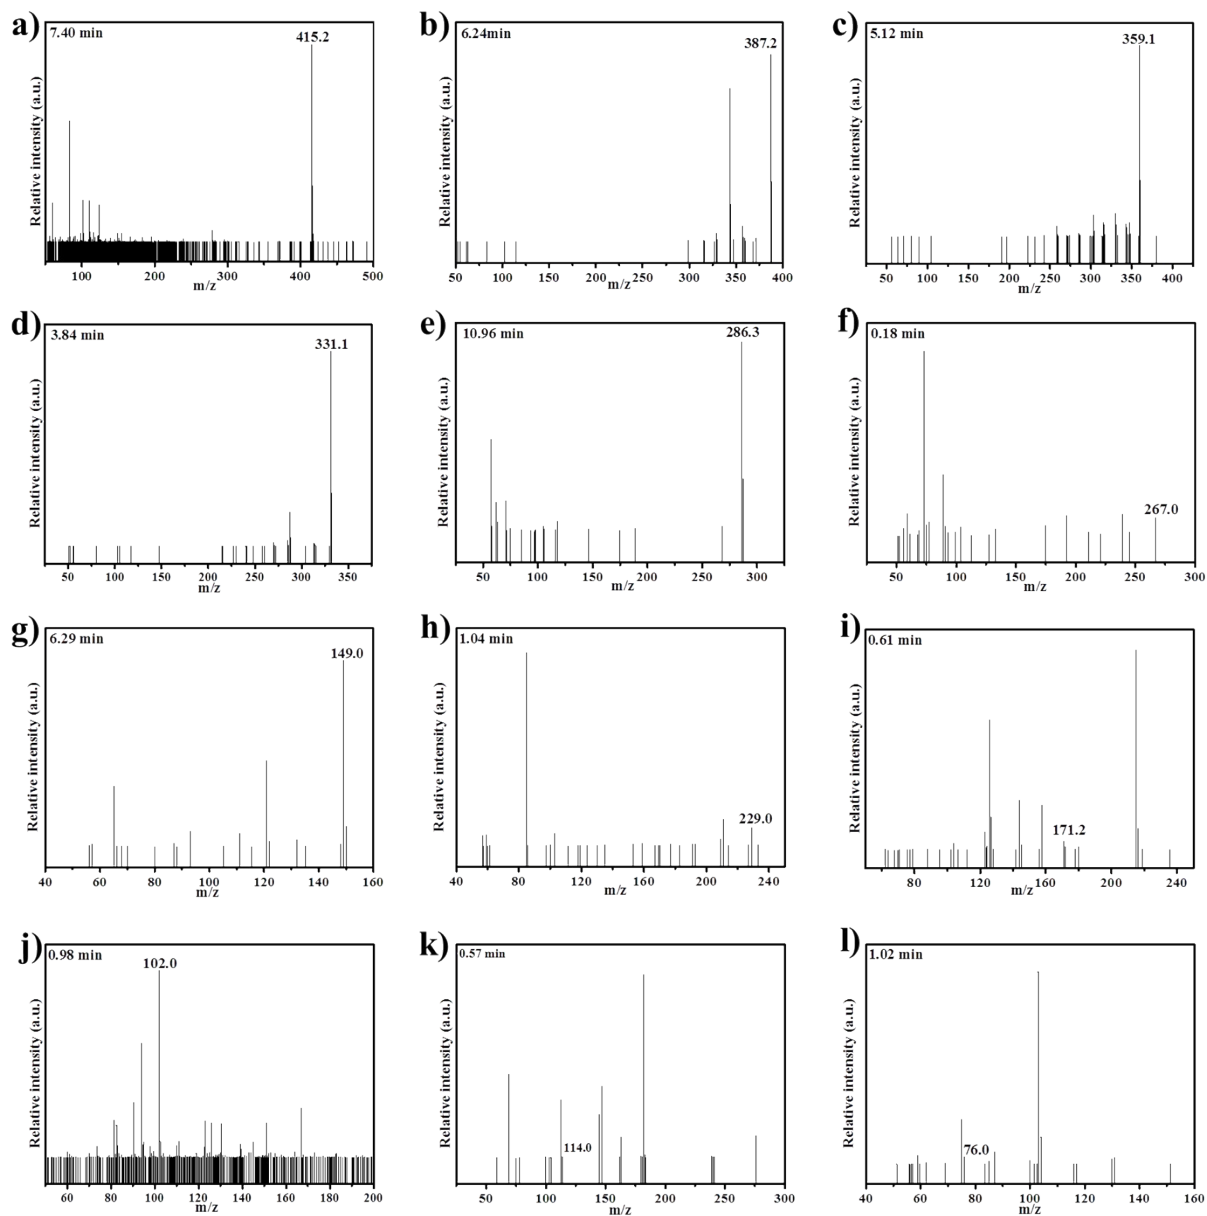 a)
7.40 min
415.2
Relative intensity (a.u.)
100 200 300 400 500
m/z
b)
6.24min
387.2
Relative intensity (a.u.)
50 100 150 200 250 300 350 400
m/z
c)
5.12 min
359.1
Relative intensity (a.u.)
50 100 150 200 250 300 350 400
m/z
d)
3.84 min
331.1
Relative intensity (a.u.)
50 100 150 200 250 300 350
m/z
e)
10.96 min
286.3
Relative intensity (a.u.)
50 100 150 200 250 300
m/z
f)
0.18 min
267.0
Relative intensity (a.u.)
50 100 150 200 250 300
m/z
g)
6.29 min
149.0
Relative intensity (a.u.)
40 60 80 100 120 140 160
m/z
h)
1.04 min
229.0
Relative intensity (a.u.)
40 80 120 160 200 240
m/z
i)
0.61 min
171.2
Relative intensity (a.u.)
80 120 160 200 240
m/z
j)
0.98 min
102.0
Relative intensity (a.u.)
60 80 100 120 140 160 180 200
m/z
k)
0.57 min
114.0
Relative intensity (a.u.)
50 100 150 200 250 300
m/z
l)
1.02 min
76.0
Relative intensity (a.u.)
40 60 80 100 120 140 160
m/z